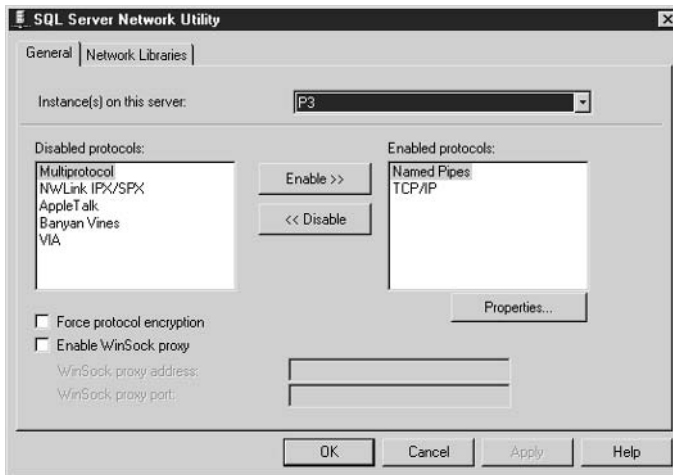 SQL Server Network Utility
General Network Libraries
Instance(s) on this server: P3
Disabled protocols: Enabled protocols:
Multiprotocol Enable >> Named Pipes
NWLink IPX/SPX TCP/IP
AppleTalk
Banyan Vines << Disable
VIA
Properties...
Force protocol encryption
Enable WinSock proxy
WinSock proxy address:
WinSock proxy port:
OK Cancel Apply Help